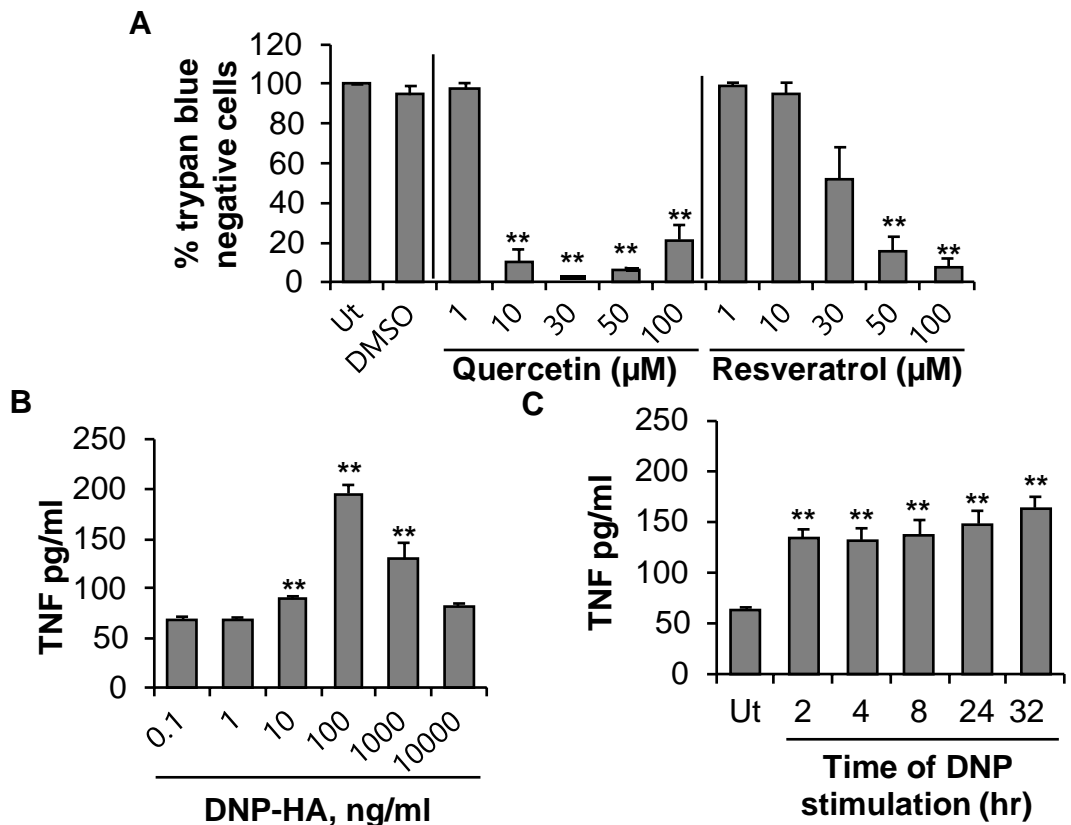 A
% trypan blue
negative cells
120
100
80
60
40
20
0
** ** ** ** ** **
Ut DMSO 1 10 30 50 100 1 10 30 50 100
Quercetin (µM) Resveratrol (µM)
B
TNF pg/ml
250
200
150
100
50
0
** ** **
0.1 1 10 100 1000 10000
DNP-HA, ng/ml
C
TNF pg/ml
250
200
150
100
50
0
** ** ** ** **
Ut 2 4 8 24 32
Time of DNP
stimulation (hr)